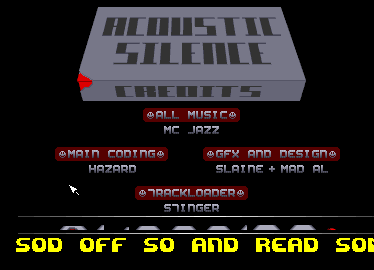 ACOUSTIC
SILENCE
CREDITS
ALL MUSIC
MC JAZZ
MAIN CODING
HAZARD
GFX AND DESIGN
SLAINE + MAD AL
TRACKLOADER
STINGER
SOD OFF SO AND READ SOM